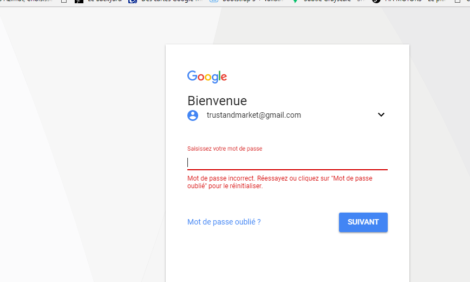 Google
Bienvenue
trustandmarket@gmail.com
Saisissez votre mot de passe
Mot de passe incorrect. Réessayez ou cliquez sur "Mot de passe
oublié" pour le réinitialiser.
Mot de passe oublié ?
SUIVANT